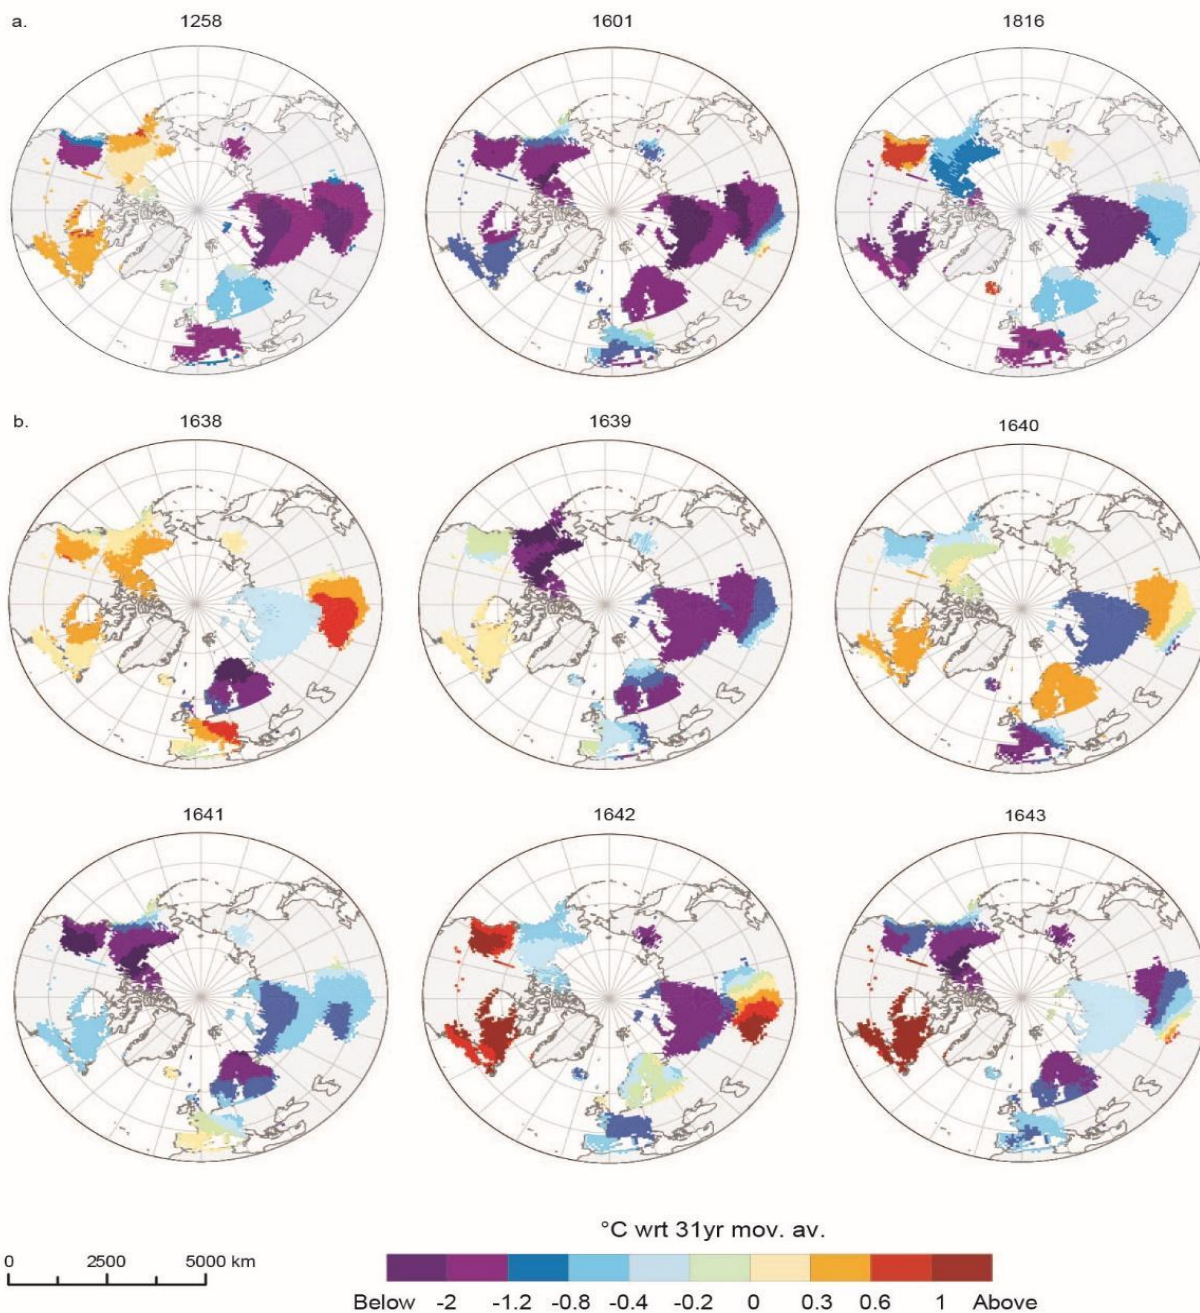 a.
1258 1601 1816
b.
1638 1639 1640
1641 1642 1643
°C wrt 31yr mov. av.
0 2500 5000 km
Below -2 -1.2 -0.8 -0.4 -0.2 0 0.3 0.6 1 Above